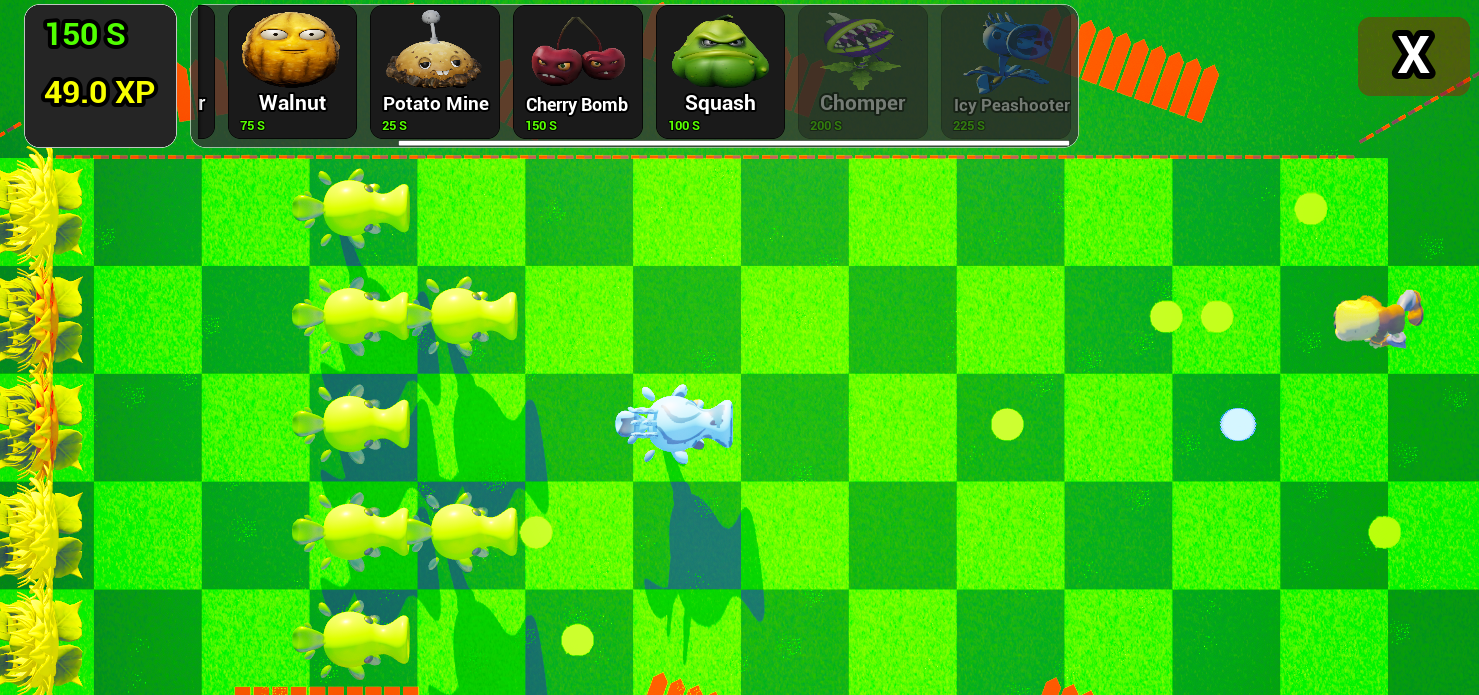 150 S
49.0 XP
r
Walnut
75 S
Potato Mine
25 S
Cherry Bomb
150 S
Squash
100 S
Chomper
200 S
Icy Peashooter
225 S
X